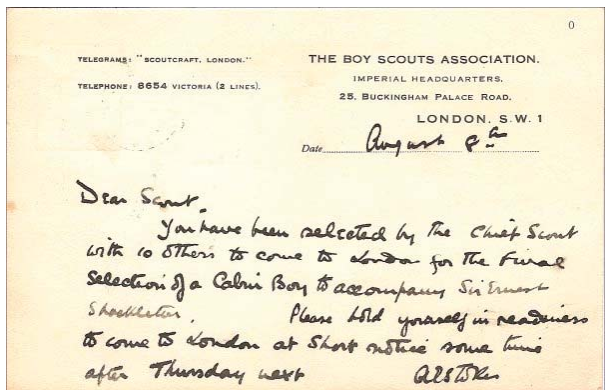 0
TELEGRAMS: "SCOUTCRAFT, LONDON."
TELEPHONE: 8654 VICTORIA (2 LINES).
THE BOY SCOUTS ASSOCIATION.
IMPERIAL HEADQUARTERS.
25, BUCKINGHAM PALACE ROAD,
LONDON, S.W. 1
Date August 8th
Dear Scout,
You have been selected by the Chief Scout
with 10 others to come to London for the Final
Selection of a Cabin Boy to accompany Sir Ernest
Shackleton. Please hold yourself in readiness
to come to London at short notice some time
after Thursday next